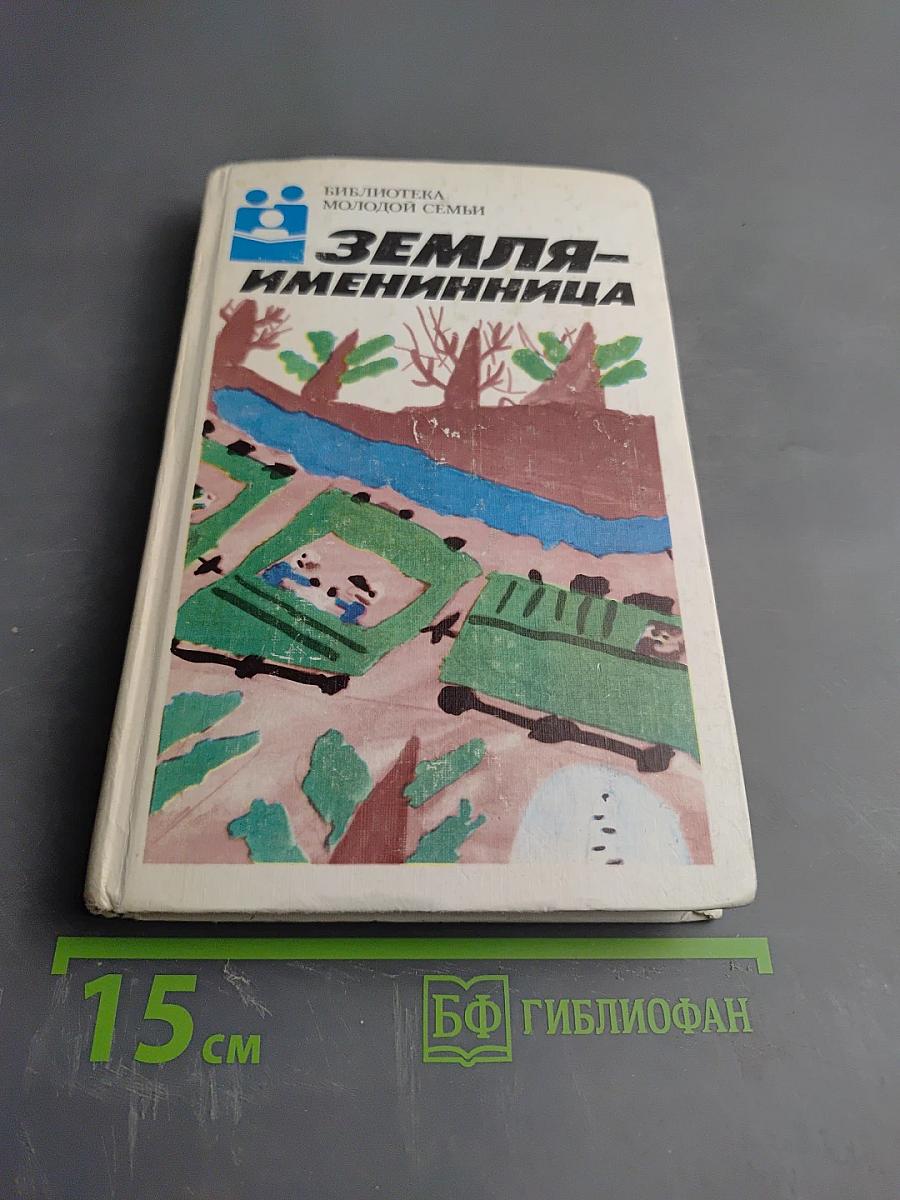 БИБЛИОТЕКА
МОЛОДОЙ СЕМЬИ
ЗЕМЛЯ-
ИМЕНИННИЦА
15 см
БФ ГИБЛИОФАН